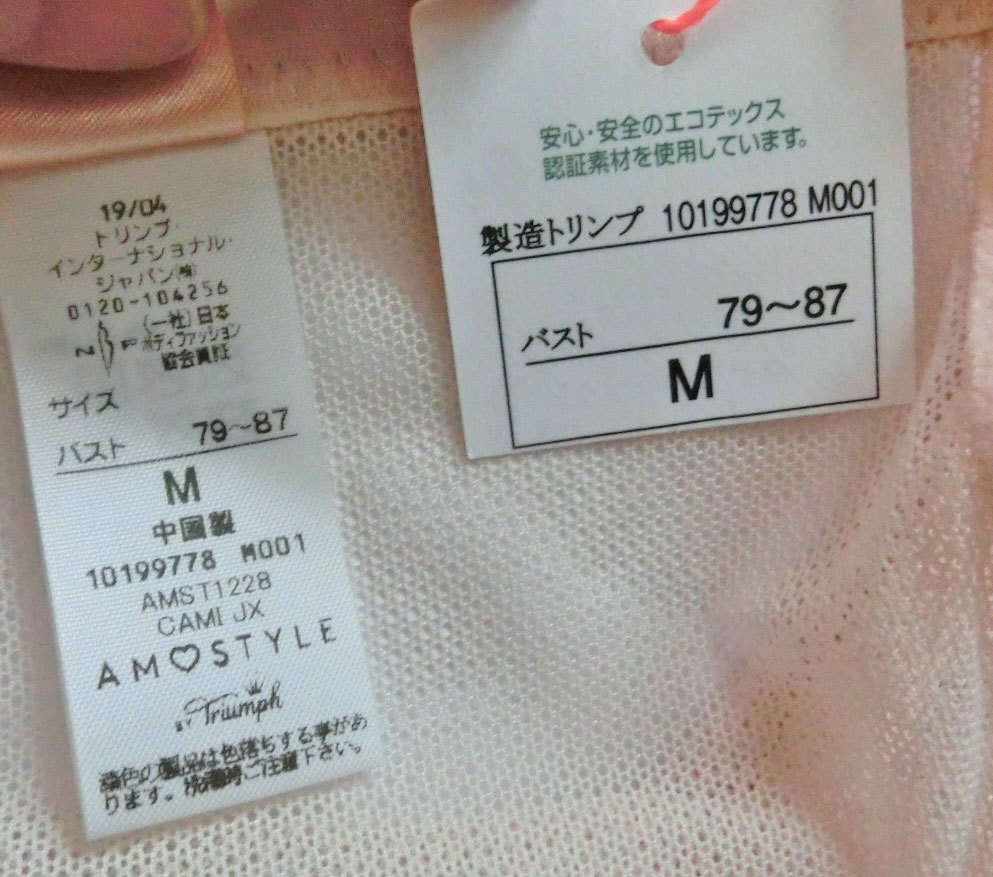 19/04
トリンプ・
インターナショナル・
ジャパン㈱
0120-104256
N F (一社)日本
ボディファッション
協会賛証
サイズ
バスト 79～87
M
中国製
10199778 M001
AMST1228
CAMI JX
AMO♡STYLE
BY Triumph
濃色の製品は色落ちする事があ
ります。洗濯時ご注意下さい。
安心・安全のエコテックス
認証素材を使用しています。
製造トリンプ 10199778 M001
バスト 79～87
M